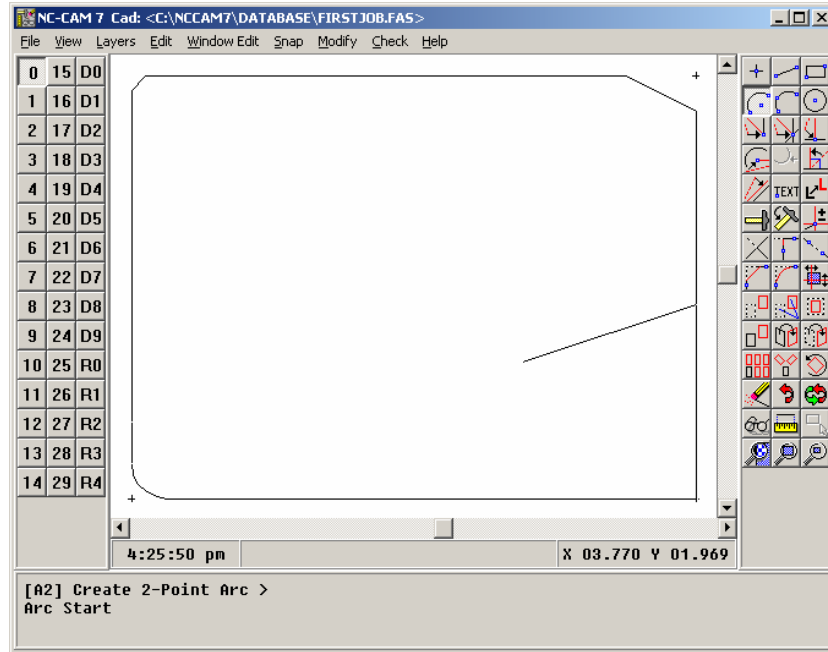 NC-CAM 7 Cad: <C:\NCCAM7\DATABASE\FIRSTJOB.FAS>
File View Layers Edit Window Edit Snap Modify Check Help
0 15 D0
1 16 D1
2 17 D2
3 18 D3
4 19 D4
5 20 D5
6 21 D6
7 22 D7
8 23 D8
9 24 D9
10 25 R0
11 26 R1
12 27 R2
13 28 R3
14 29 R4
TEXT L
4:25:50 pm X 03.770 Y 01.969
[A2] Create 2-Point Arc >
Arc Start